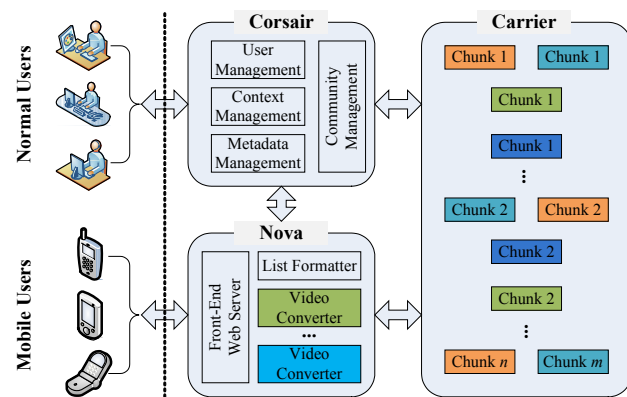 Corsair
Carrier
Normal Users
User
Management
Context
Management
Metadata
Management
Community
Management
Chunk 1
Chunk 1
Chunk 1
Chunk 1
...
Chunk 2
Chunk 2
Chunk 2
Chunk 2
...
Chunk n
Chunk m
Nova
Mobile Users
Front-End
Web Server
List Formatter
Video
Converter
...
Video
Converter